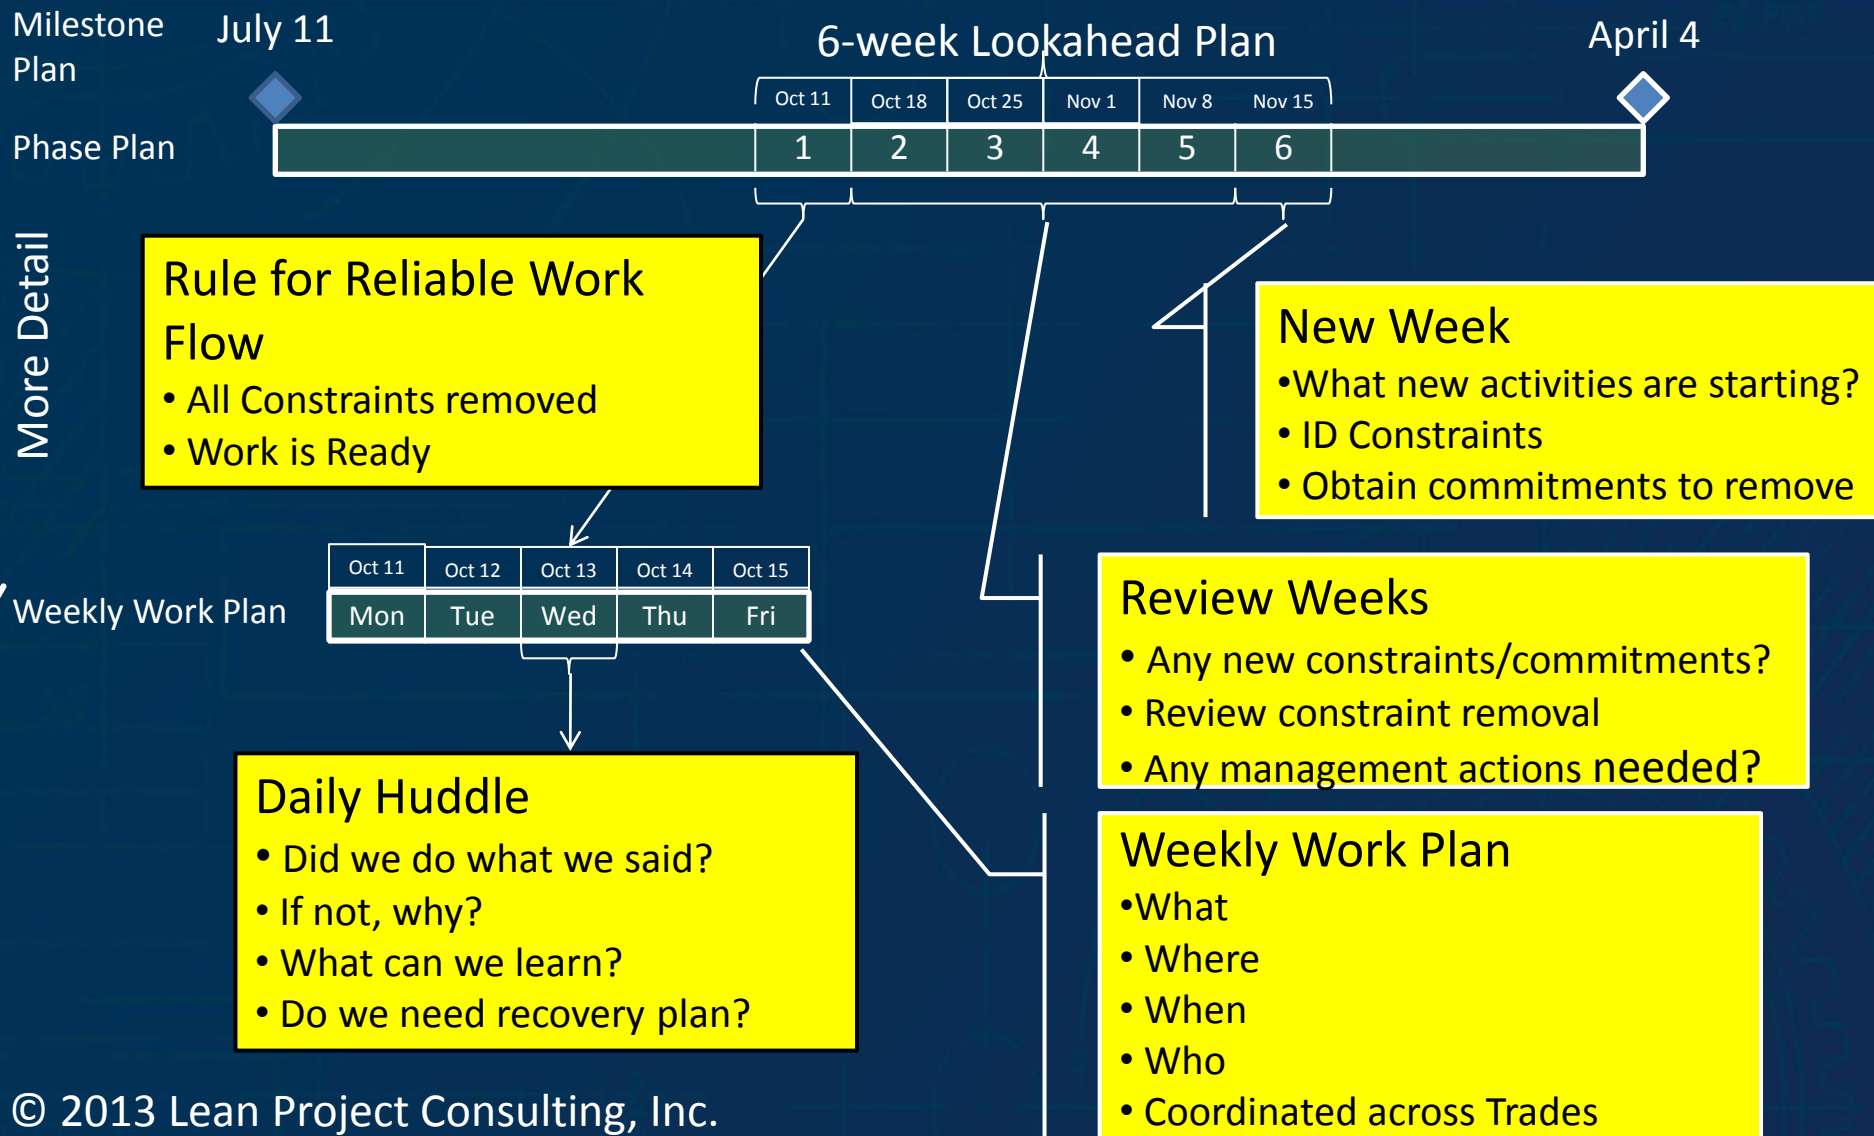 Milestone
Plan
July 11
6-week Lookahead Plan
April 4
Oct 11 Oct 18 Oct 25 Nov 1 Nov 8 Nov 15
Phase Plan
1 2 3 4 5 6
More Detail
Rule for Reliable Work
Flow
• All Constraints removed
• Work is Ready
New Week
•What new activities are starting?
• ID Constraints
• Obtain commitments to remove
Oct 11 Oct 12 Oct 13 Oct 14 Oct 15
Weekly Work Plan
Mon Tue Wed Thu Fri
Review Weeks
• Any new constraints/commitments?
• Review constraint removal
• Any management actions needed?
Daily Huddle
• Did we do what we said?
• If not, why?
• What can we learn?
• Do we need recovery plan?
Weekly Work Plan
•What
• Where
• When
• Who
• Coordinated across Trades
© 2013 Lean Project Consulting, Inc.